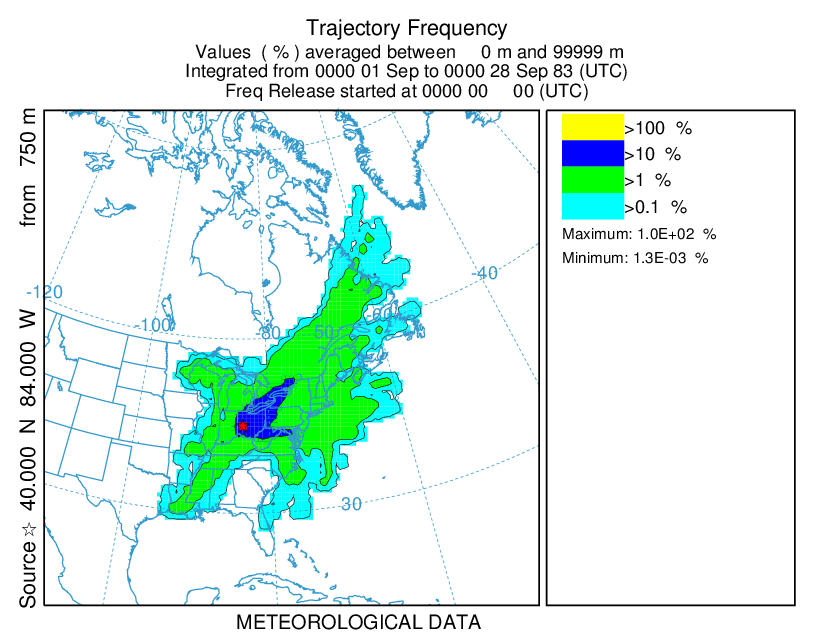 Trajectory Frequency
Values ( % ) averaged between 0 m and 99999 m
Integrated from 0000 01 Sep to 0000 28 Sep 83 (UTC)
Freq Release started at 0000 00 00 (UTC)
Source ☆ 40.000 N 84.000 W from 750 m
-120
-100
-80
-60
-40
50
30
>100 %
>10 %
>1 %
>0.1 %
Maximum: 1.0E+02 %
Minimum: 1.3E-03 %
METEOROLOGICAL DATA